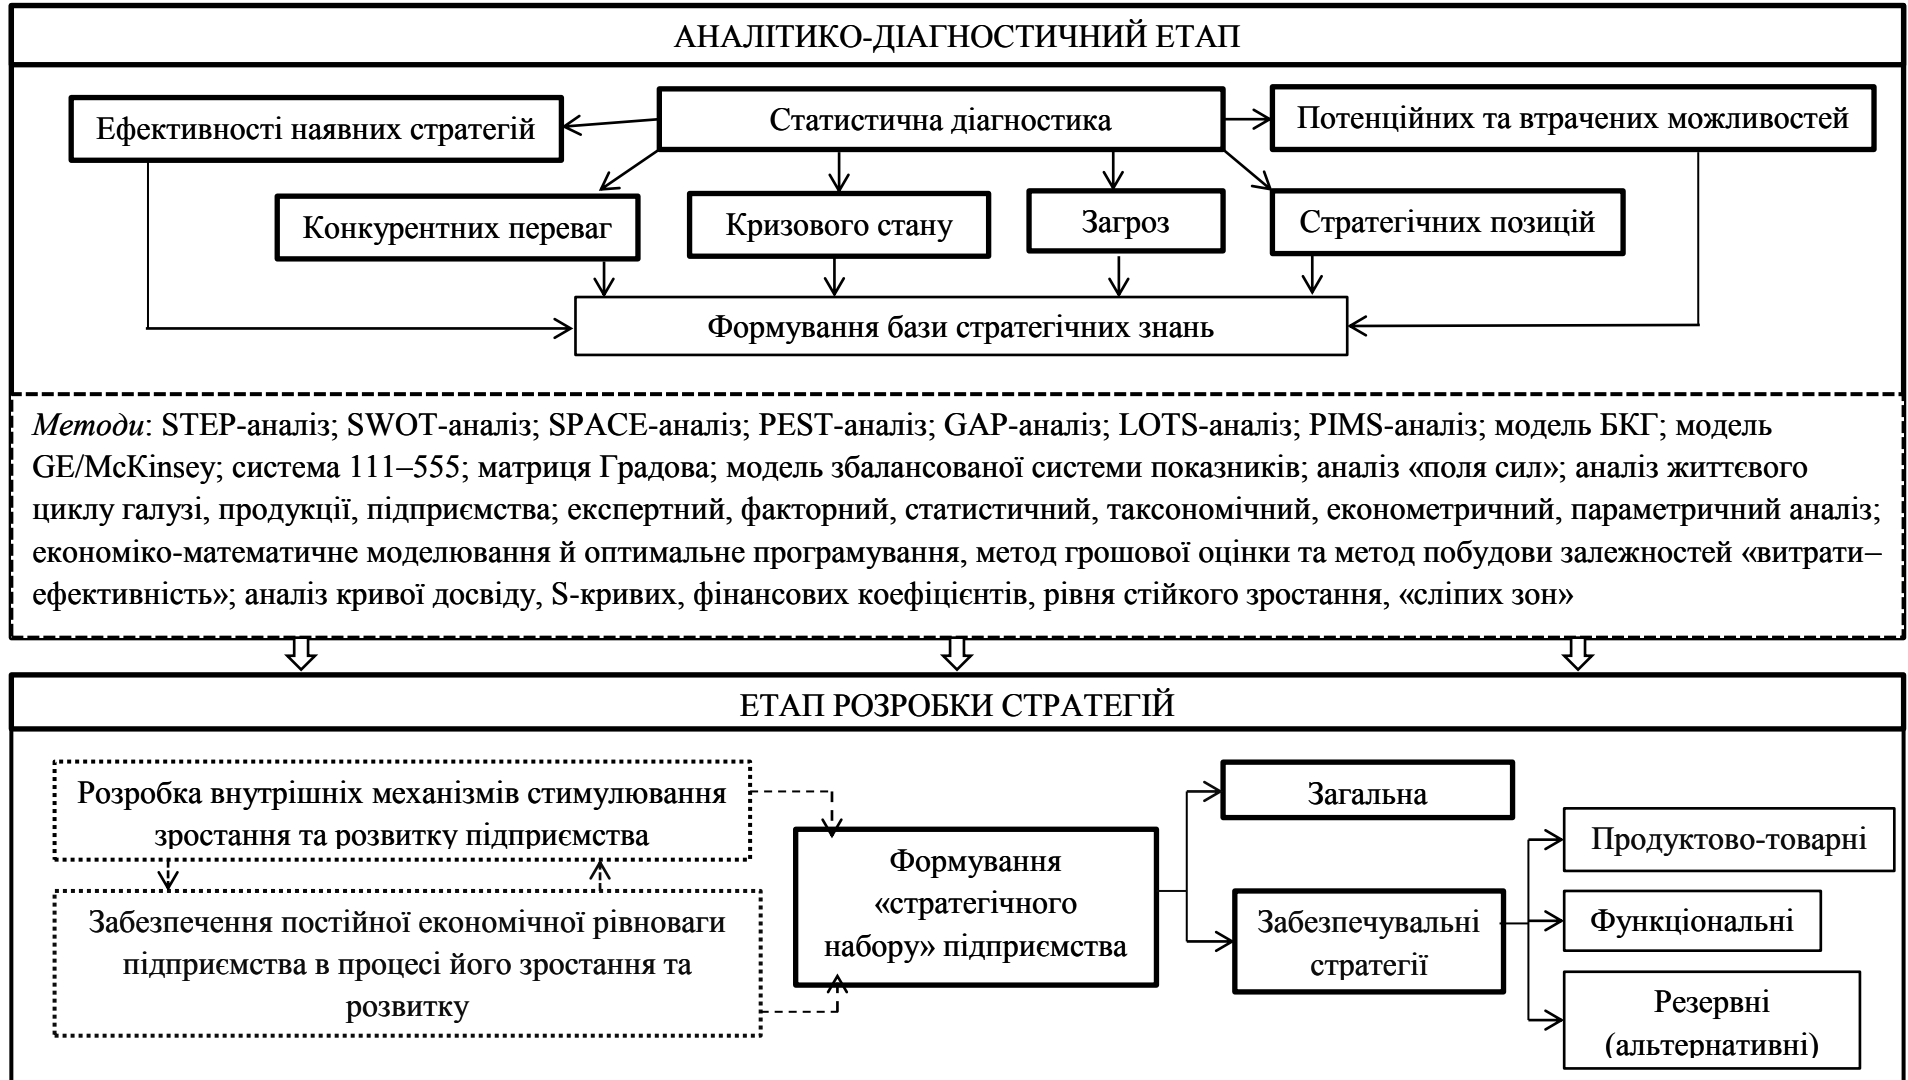 АНАЛІТИКО-ДІАГНОСТИЧНИЙ ЕТАП
Ефективності наявних стратегій
Статистична діагностика
Потенційних та втрачених можливостей
Конкурентних переваг
Кризового стану
Загроз
Стратегічних позицій
Формування бази стратегічних знань
Методи: STEP-аналіз; SWOT-аналіз; SPACE-аналіз; PEST-аналіз; GAP-аналіз; LOTS-аналіз; PIMS-аналіз; модель БКГ; модель
GE/McKinsey; система 111–555; матриця Градова; модель збалансованої системи показників; аналіз «поля сил»; аналіз життєвого
циклу галузі, продукції, підприємства; експертний, факторний, статистичний, таксономічний, економетричний, параметричний аналіз;
економіко-математичне моделювання й оптимальне програмування, метод грошової оцінки та метод побудови залежностей «витрати–
ефективність»; аналіз кривої досвіду, S-кривих, фінансових коефіцієнтів, рівня стійкого зростання, «сліпих зон»
ЕТАП РОЗРОБКИ СТРАТЕГІЙ
Розробка внутрішніх механізмів стимулювання
зростання та розвитку підприємства
Забезпечення постійної економічної рівноваги
підприємства в процесі його зростання та
розвитку
Формування
«стратегічного
набору» підприємства
Загальна
Забезпечувальні
стратегії
Продуктово-товарні
Функціональні
Резервні
(альтернативні)